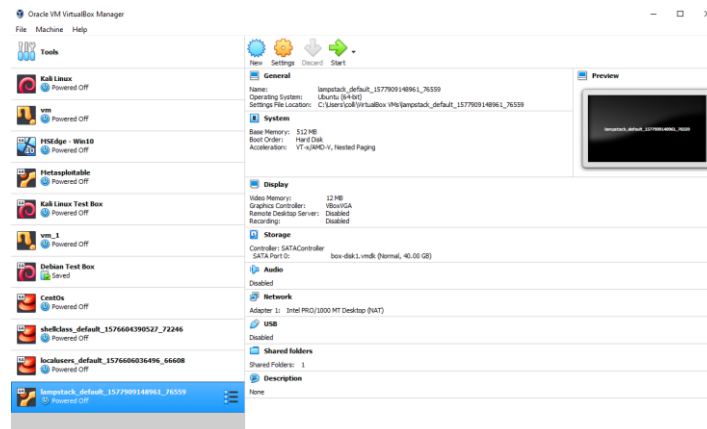 Oracle VM VirtualBox Manager
File Machine Help
Tools
Kali Linux
Powered Off
vm
Powered Off
MSEdge - Win10
Powered Off
Metasploitable
Powered Off
Kali Linux Test Box
Powered Off
vm_1
Powered Off
Debian Test Box
Saved
CentOs
Powered Off
shellclass_default_1576604390527_72246
Powered Off
localusers_default_1576606036496_66608
Powered Off
lampstack_default_1577909148961_76559
Powered Off
New Settings Discard Start
General
Name: lampstack_default_1577909148961_76559
Operating System: Ubuntu (64-bit)
Settings File Location: C:\Users\coll\VirtualBox VMs\lampstack_default_1577909148961_76559
System
Base Memory: 512 MB
Boot Order: Hard Disk
Acceleration: VT-x/AMD-V, Nested Paging
Display
Video Memory: 12 MB
Graphics Controller: VBoxVGA
Remote Desktop Server: Disabled
Recording: Disabled
Storage
Controller: SATAController
SATA Port 0: box-disk1.vmdk (Normal, 40.00 GB)
Audio
Disabled
Network
Adapter 1: Intel PRO/1000 MT Desktop (NAT)
USB
Disabled
Shared folders
Shared Folders: 1
Description
None
Preview
lampstack_default_1577909148961_76559